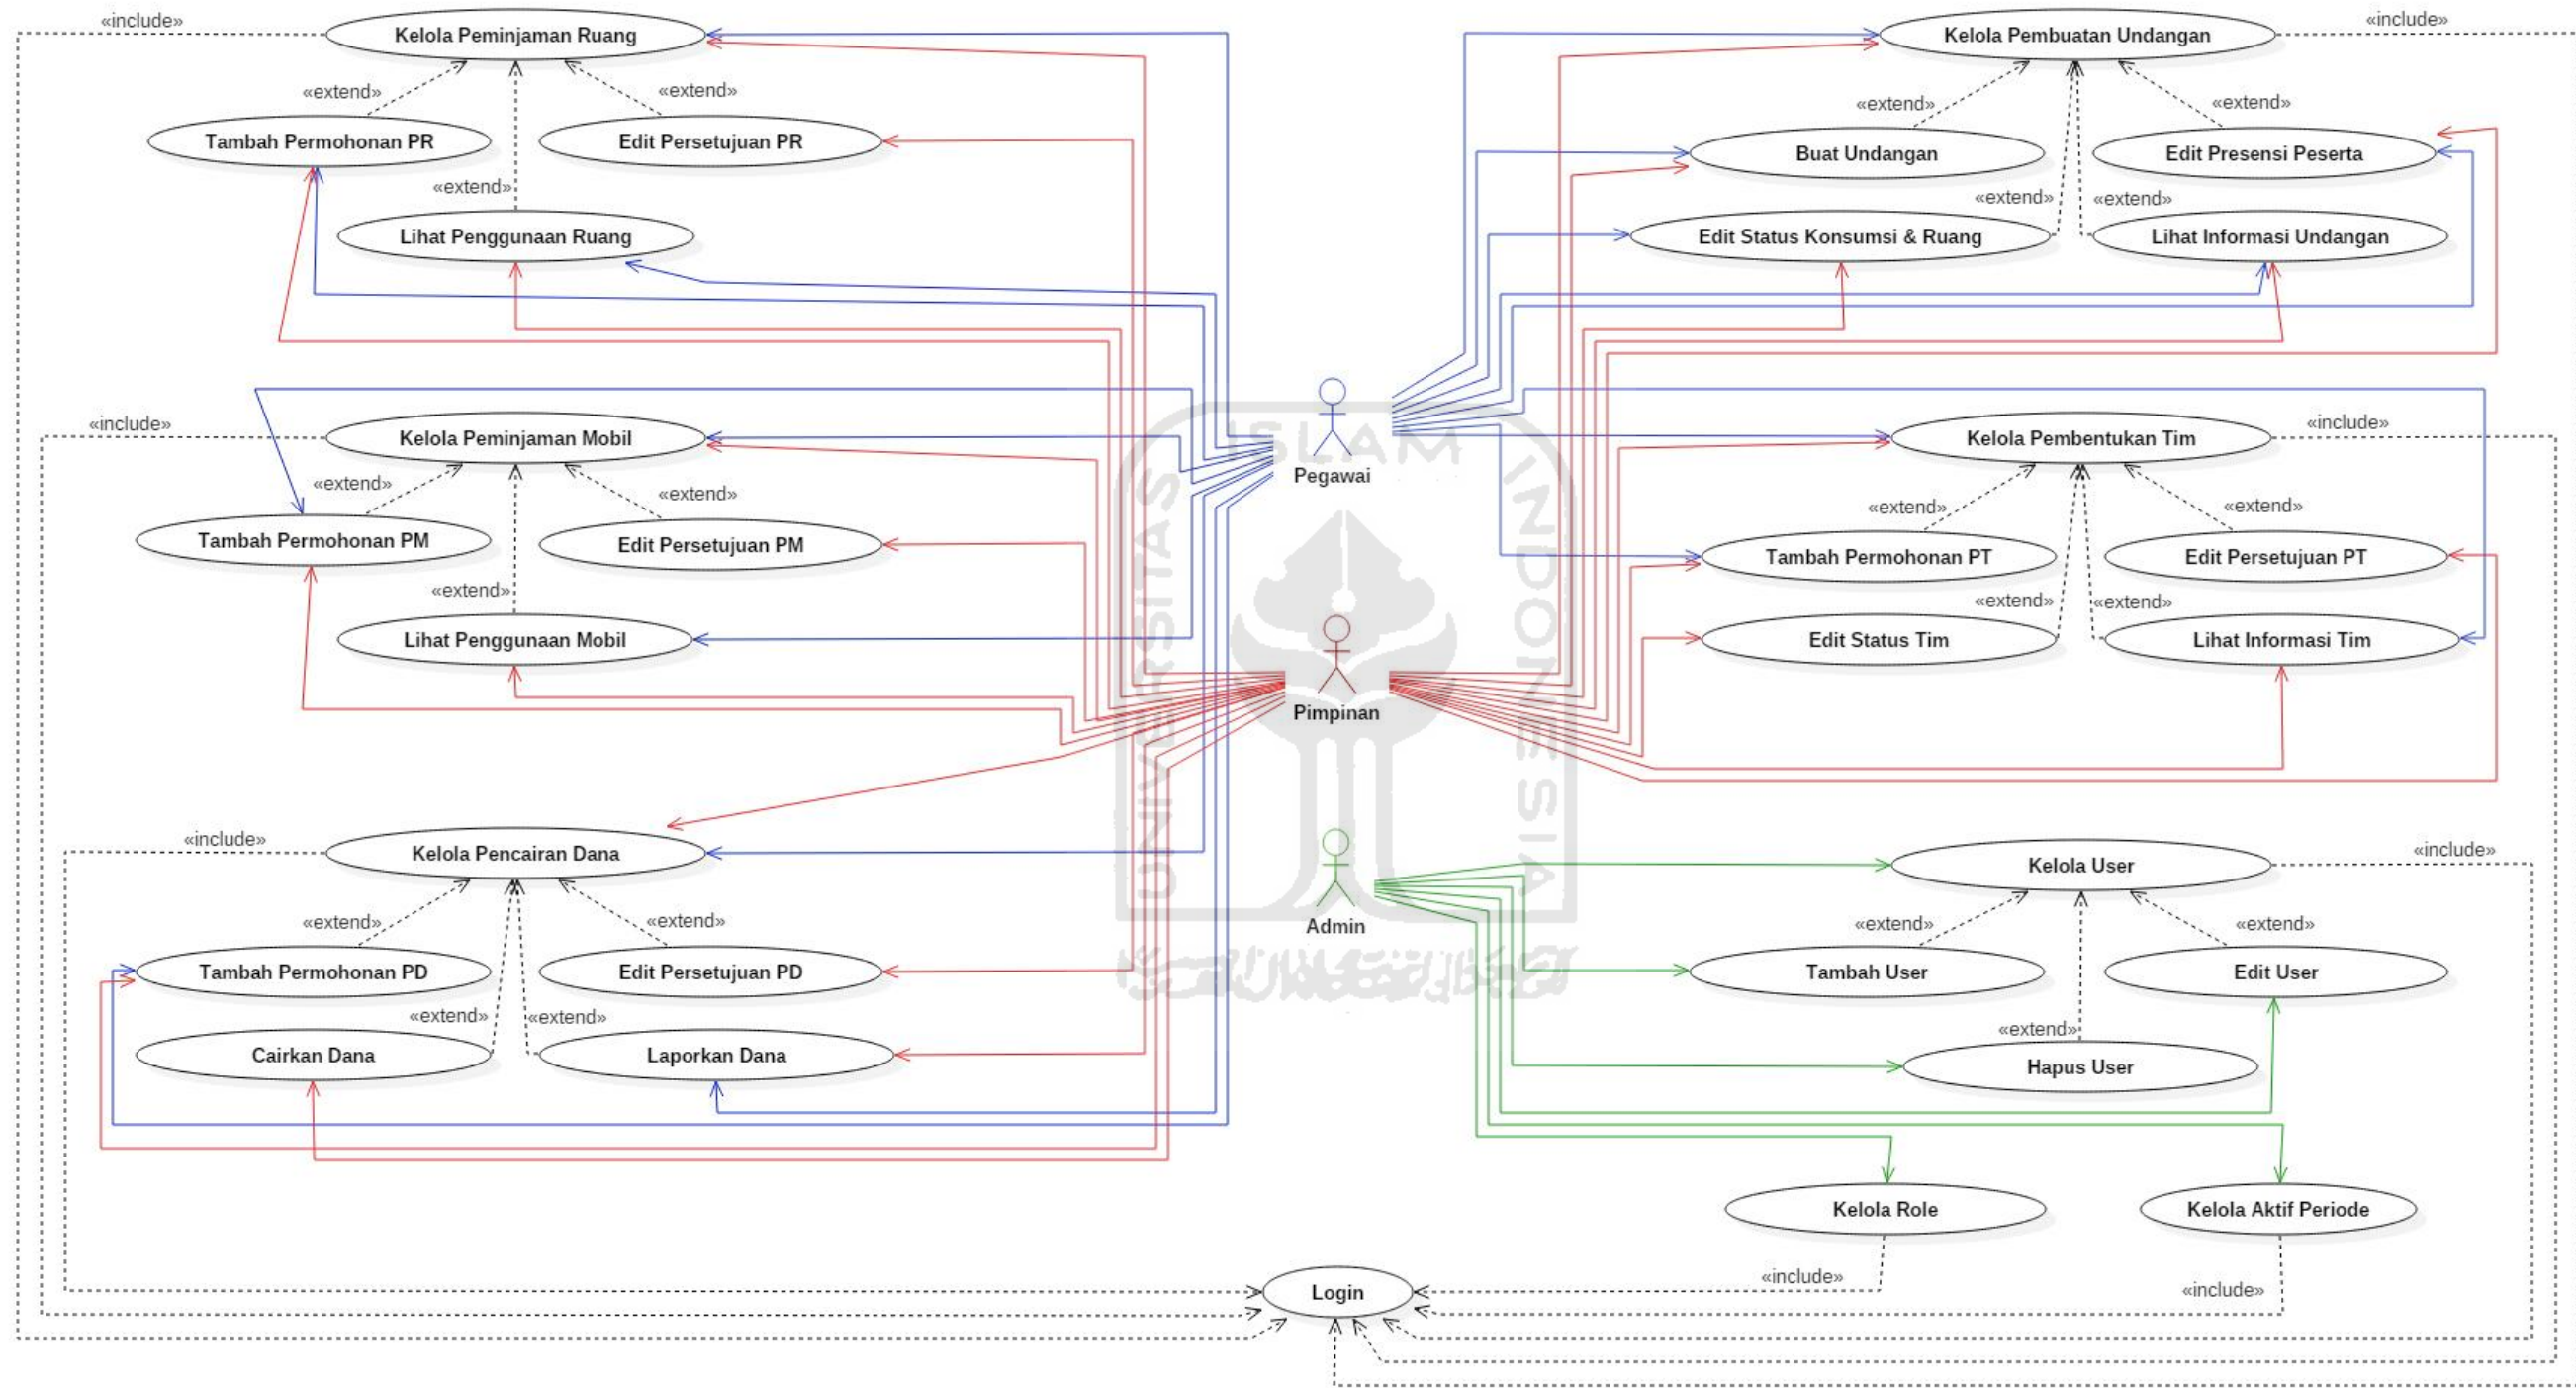 «include»
Kelola Peminjaman Ruang
«extend»
«extend»
Tambah Permohonan PR
Edit Persetujuan PR
«extend»
Lihat Penggunaan Ruang
«include»
Kelola Pembuatan Undangan
«extend»
«extend»
Buat Undangan
Edit Presensi Peserta
«extend»
«extend»
Edit Status Konsumsi & Ruang
Lihat Informasi Undangan
«include»
Kelola Peminjaman Mobil
«extend»
«extend»
Tambah Permohonan PM
Edit Persetujuan PM
«extend»
Lihat Penggunaan Mobil
Pegawai
Kelola Pembentukan Tim
«include»
«extend»
«extend»
Tambah Permohonan PT
Edit Persetujuan PT
«extend»
«extend»
Edit Status Tim
Lihat Informasi Tim
UNIVERSITAS
ISLAM
INDONESIA
Pimpinan
«include»
Kelola Pencairan Dana
«extend»
«extend»
Tambah Permohonan PD
Edit Persetujuan PD
«extend»
«extend»
Cairkan Dana
Laporkan Dana
Admin
Kelola User
«include»
«extend»
«extend»
Tambah User
Edit User
«extend»
Hapus User
Kelola Role
Kelola Aktif Periode
«include»
«include»
Login